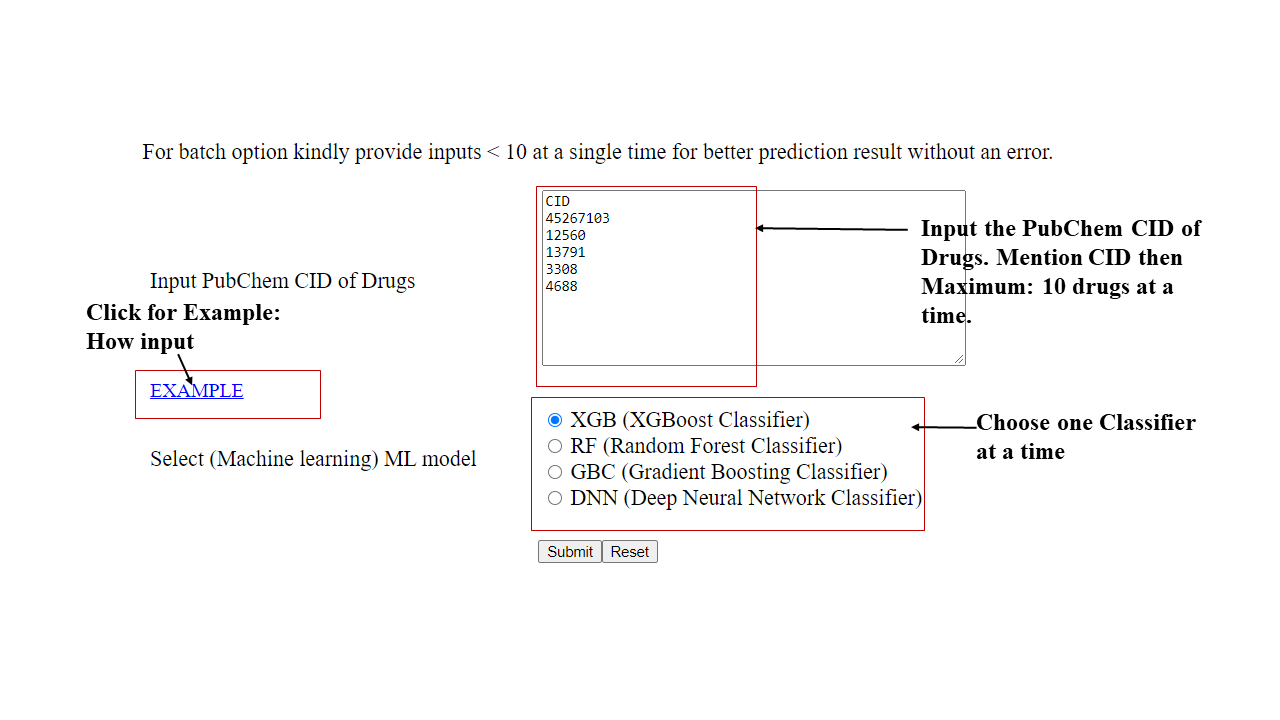 For batch option kindly provide inputs < 10 at a single time for better prediction result without an error.
CID
45267103
12560
13791
3308
4688
Input the PubChem CID of
Drugs. Mention CID then
Maximum: 10 drugs at a
time.
Input PubChem CID of Drugs
Click for Example:
How input
EXAMPLE
XGB (XGBoost Classifier)
RF (Random Forest Classifier)
GBC (Gradient Boosting Classifier)
DNN (Deep Neural Network Classifier)
Choose one Classifier
at a time
Select (Machine learning) ML model
Submit Reset